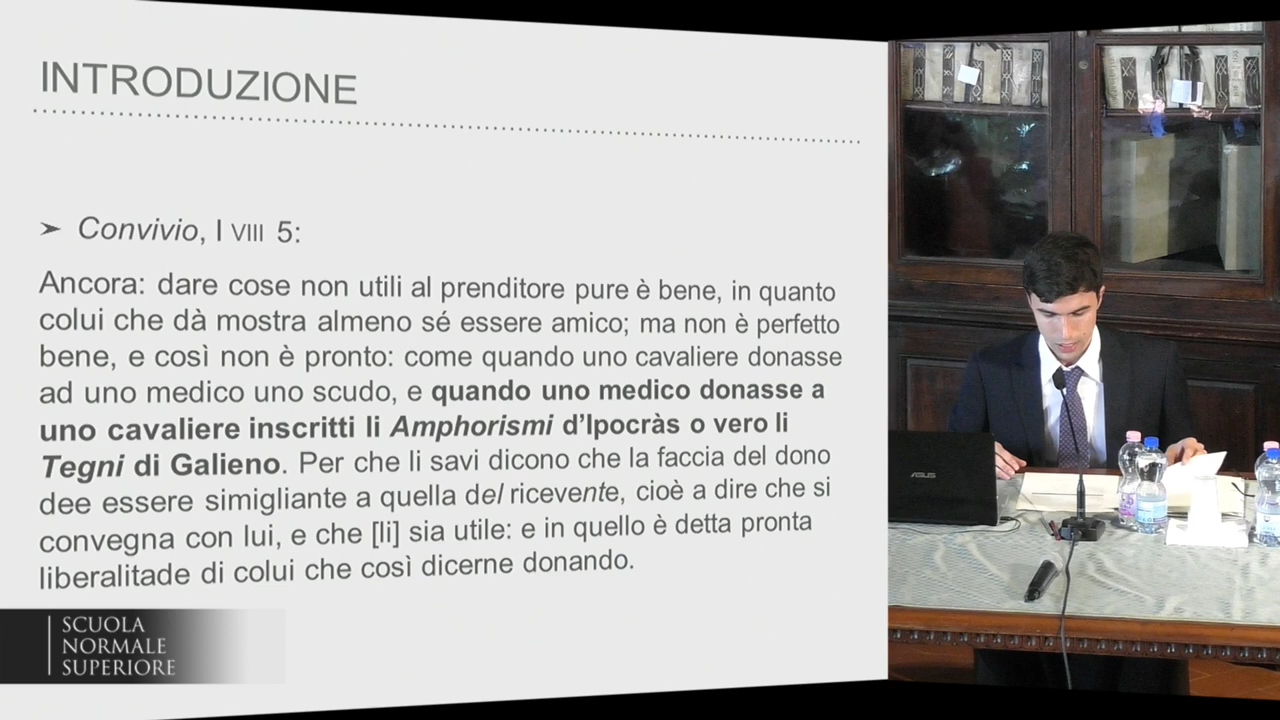 INTRODUZIONE
➤ Convivio, I VIII 5:
Ancora: dare cose non utili al prenditore pure è bene, in quanto
colui che dà mostra almeno sé essere amico; ma non è perfetto
bene, e così non è pronto: come quando uno cavaliere donasse
ad uno medico uno scudo, e quando uno medico donasse a
uno cavaliere inscritti li Amphorismi d'Ipocràs o vero li
Tegni di Galieno. Per che li savi dicono che la faccia del dono
dee essere simigliante a quella del ricevente, cioè a dire che si
convegna con lui, e che [li] sia utile: e in quello è detta pronta
liberalitade di colui che così dicerne donando.
SCUOLA
NORMALE
SUPERIORE
ASUS